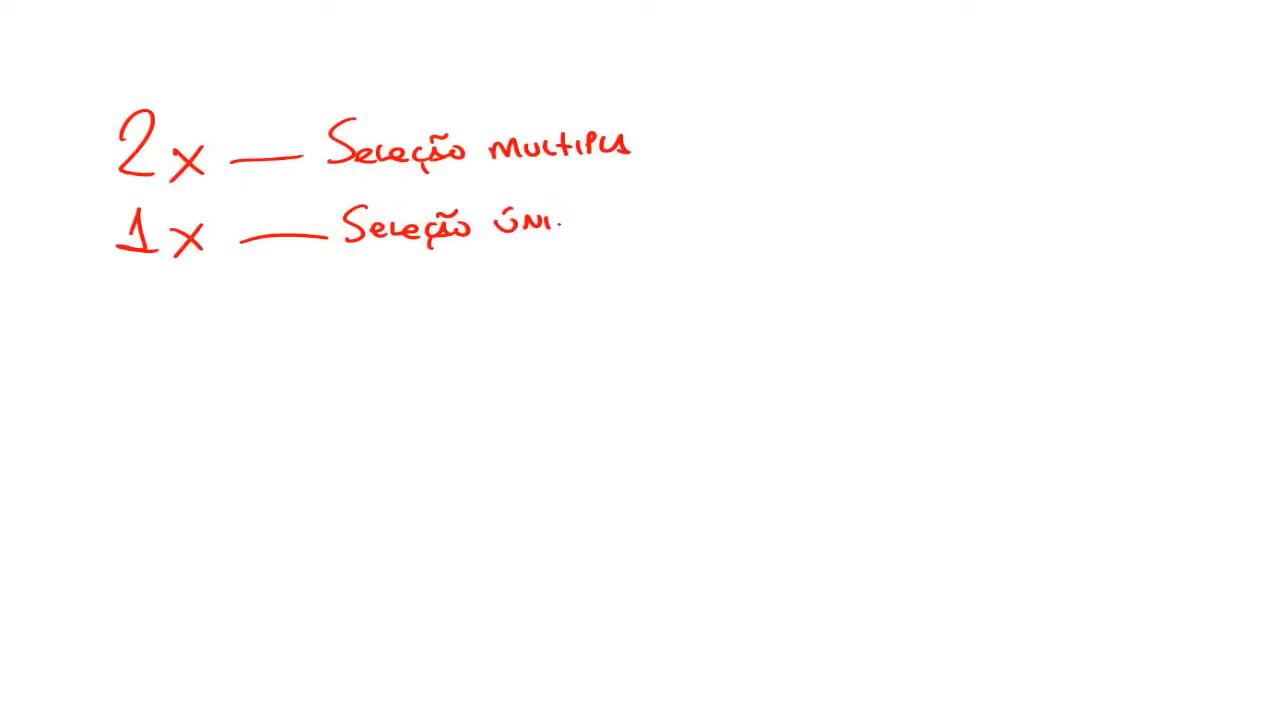 2x — Seleção multipla
1x — Seleção úni